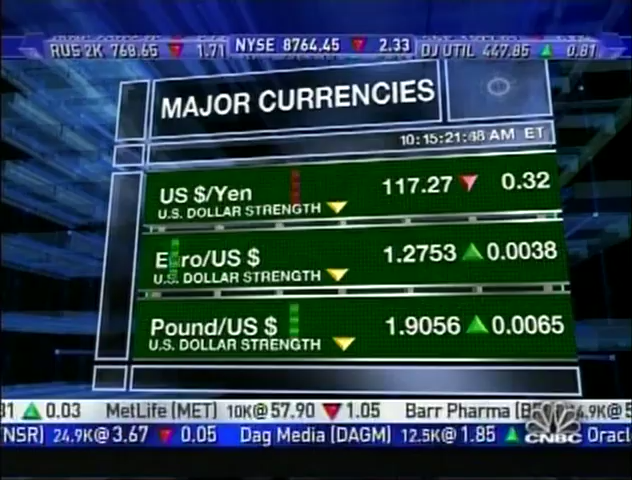 RUS 2K 768.65 ▼ 1.71 NYSE 8764.45 ▼ 2.33 DJ UTIL 447.85 ▲ 0.81
MAJOR CURRENCIES
10:15:21:48 AM ET
US $/Yen 117.27 ▼ 0.32
U.S. DOLLAR STRENGTH ▼
Euro/US $ 1.2753 ▲ 0.0038
U.S. DOLLAR STRENGTH ▼
Pound/US $ 1.9056 ▲ 0.0065
U.S. DOLLAR STRENGTH ▼
31 ▲ 0.03 MetLife (MET) 10K@57.90 ▼ 1.05 Barr Pharma
(NSR) 24.9K@3.67 ▼ 0.05 Dag Media (DAGM) 12.5K@1.85 ▲ Oracl
CNBC